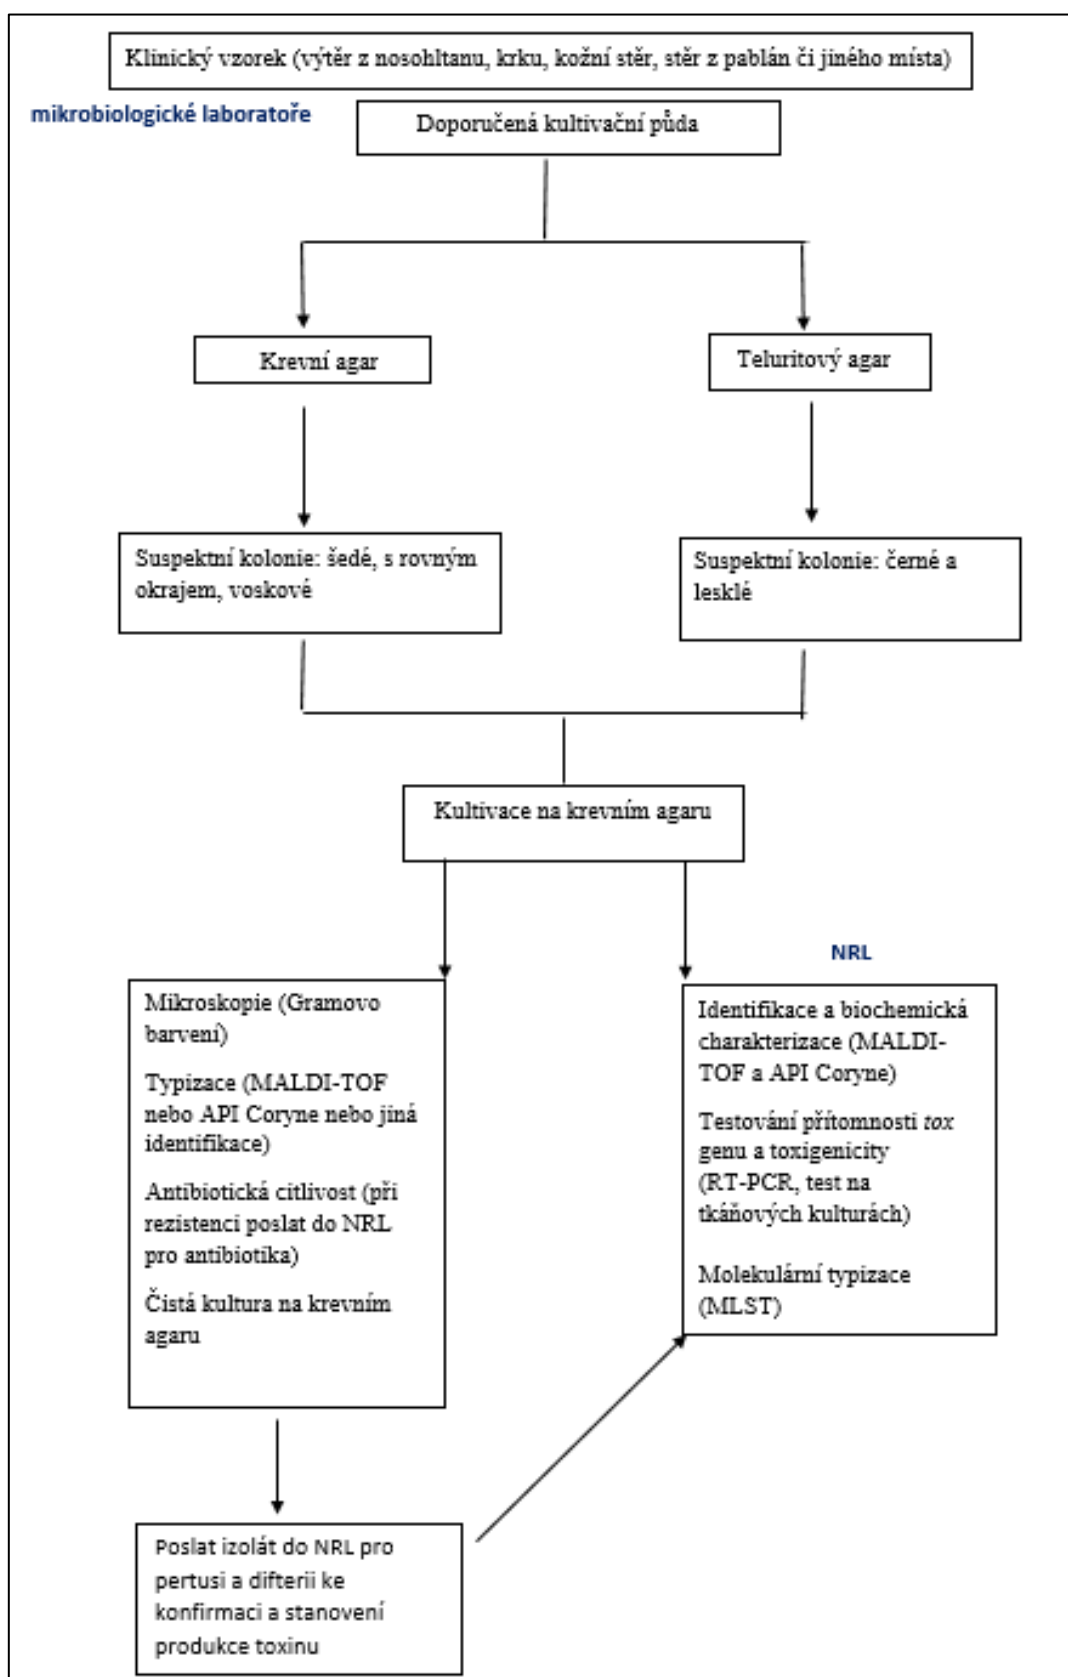 Klinický vzorek (výtěr z nosohltanu, krku, kožní stěr, stěr z pablán či jiného místa)
mikrobiologické laboratoře
Doporučená kultivační půda
Krevní agar
Teluritový agar
Suspektní kolonie: šedé, s rovným
okrajem, voskové
Suspektní kolonie: černé a
lesklé
Kultivace na krevním agaru
NRL
Mikroskopie (Gramovo
barvení)
Typizace (MALDI-TOF
nebo API Coryne nebo jiná
identifikace)
Antibiotická citlivost (při
rezistenci poslat do NRL
pro antibiotika)
Čistá kultura na krevním
agaru
Identifikace a biochemická
charakterizace (MALDI-
TOF a API Coryne)
Testování přítomnosti tox
genu a toxigenicity
(RT-PCR, test na
tkáňových kulturách)
Molekulární typizace
(MLST)
Poslat izolát do NRL pro
pertusi a difterii ke
konfirmaci a stanovení
produkce toxinu